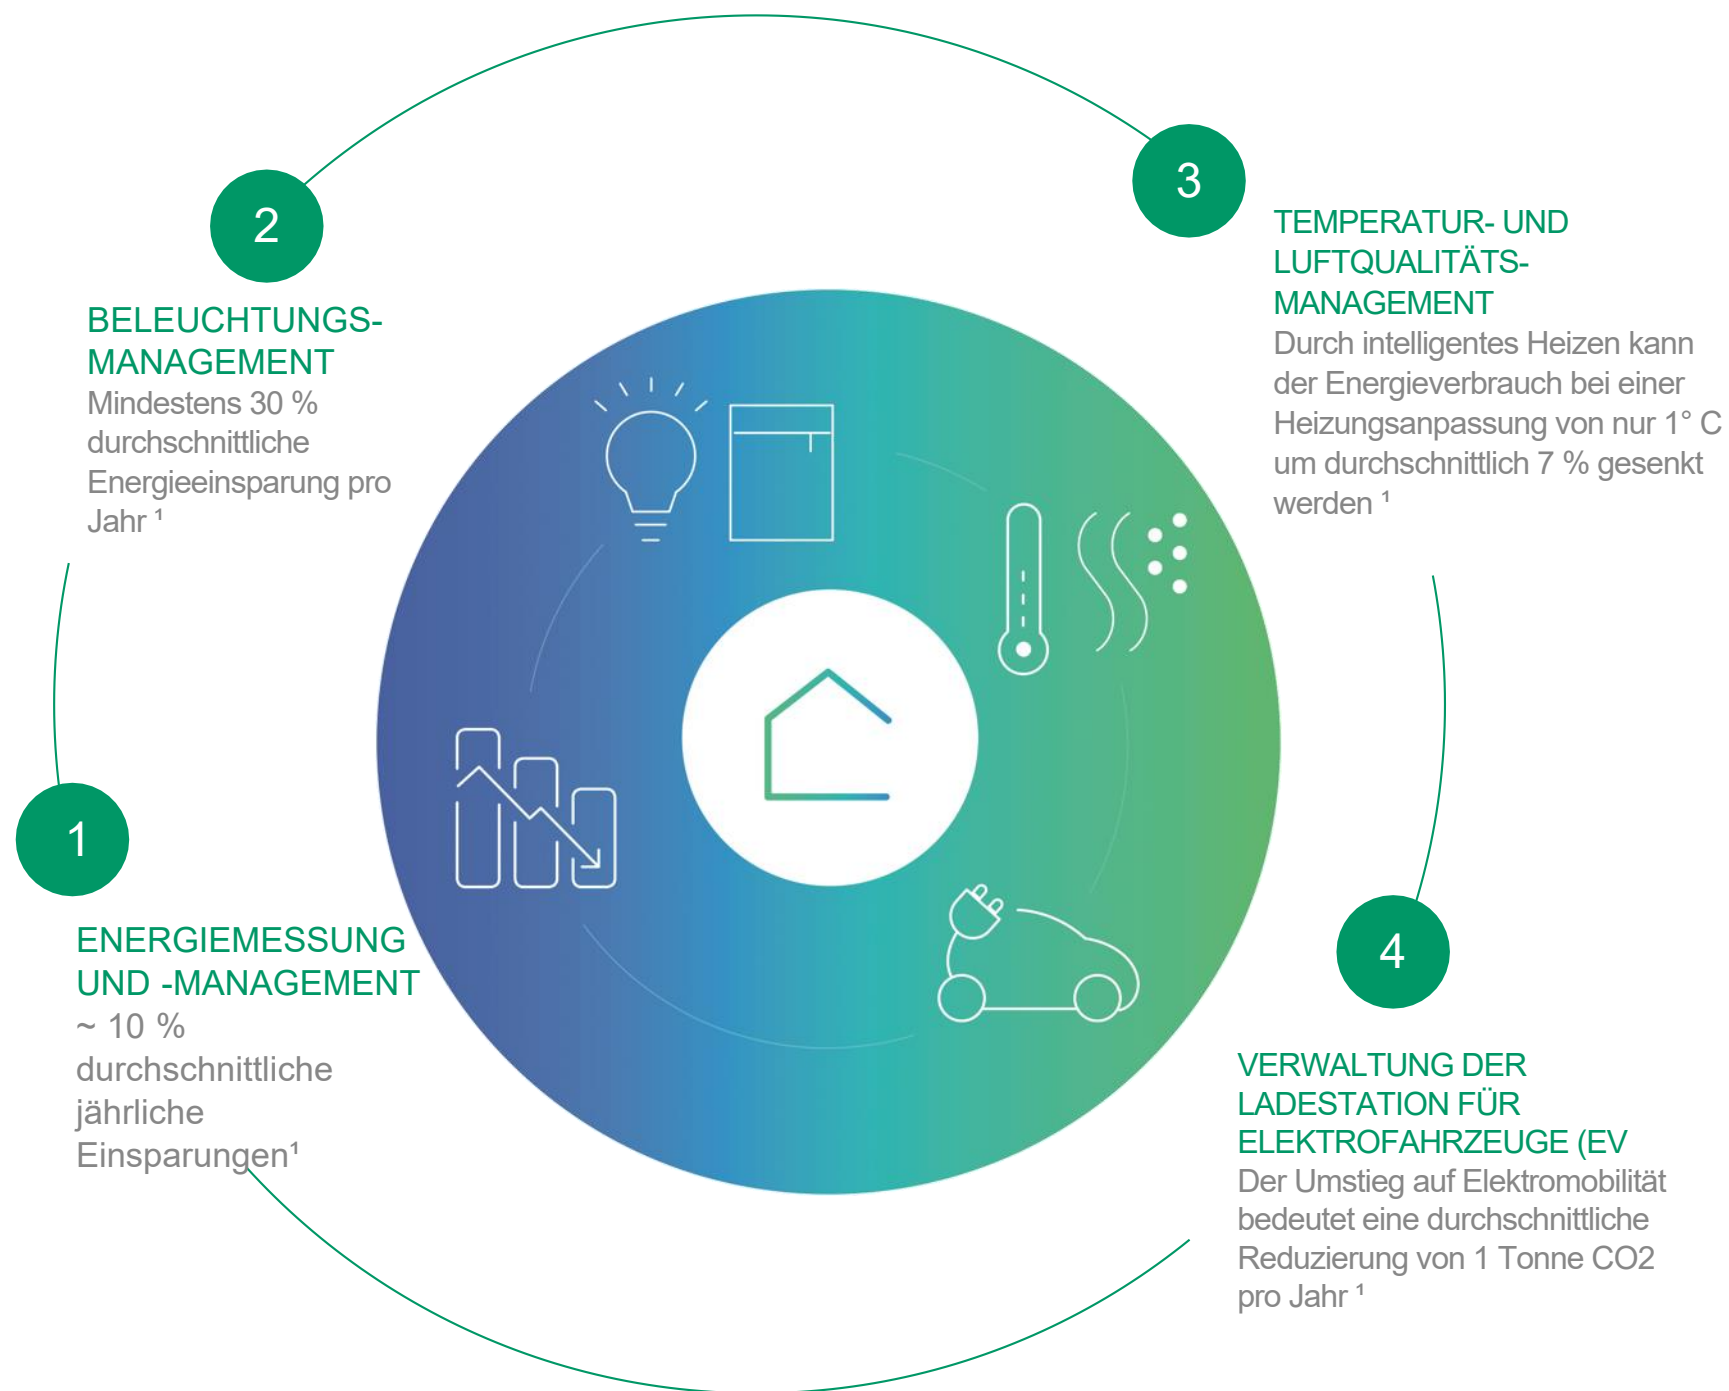 1
ENERGIEMESSUNG
UND -MANAGEMENT
~ 10 %
durchschnittliche
jährliche
Einsparungen¹
2
BELEUCHTUNGS-
MANAGEMENT
Mindestens 30 %
durchschnittliche
Energieeinsparung pro
Jahr ¹
3
TEMPERATUR- UND
LUFTQUALITÄTS-
MANAGEMENT
Durch intelligentes Heizen kann
der Energieverbrauch bei einer
Heizungsanpassung von nur 1° C
um durchschnittlich 7 % gesenkt
werden ¹
4
VERWALTUNG DER
LADESTATION FÜR
ELEKTROFAHRZEUGE (EV
Der Umstieg auf Elektromobilität
bedeutet eine durchschnittliche
Reduzierung von 1 Tonne CO2
pro Jahr ¹